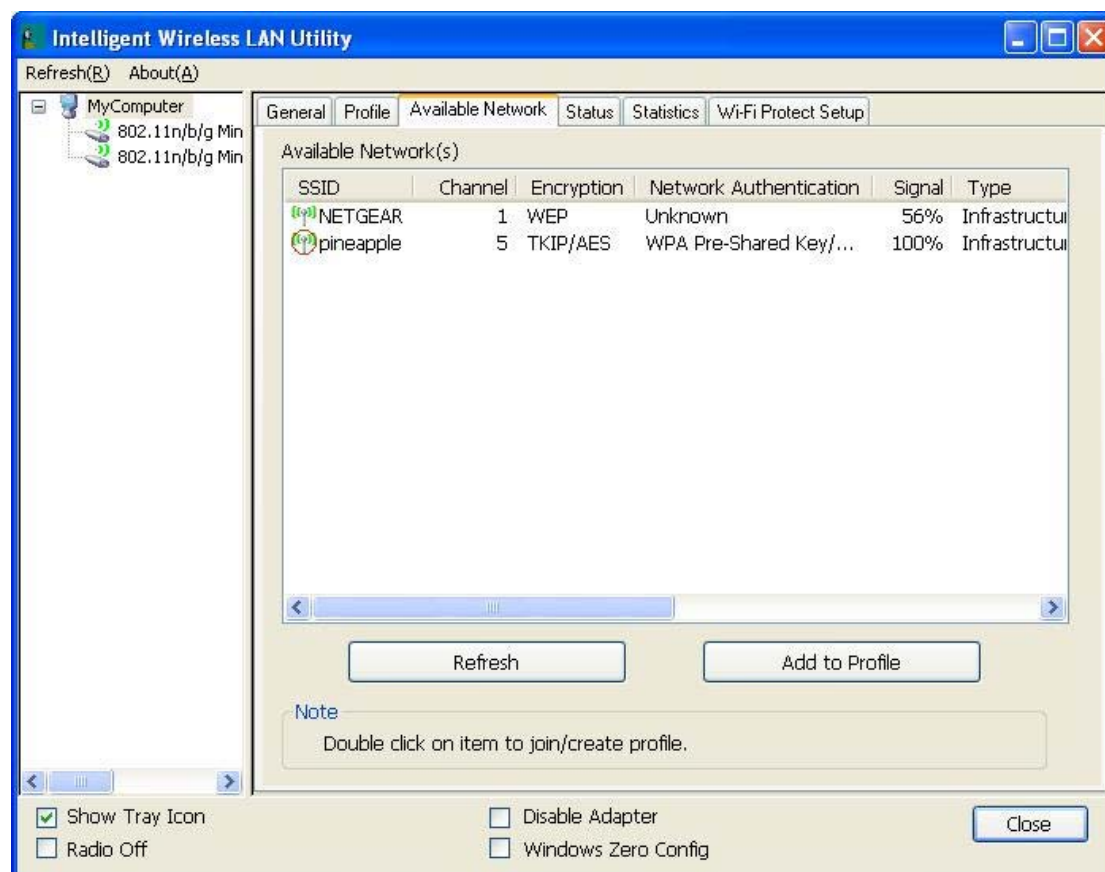 Intelligent Wireless LAN Utility
Refresh(R) About(A)
MyComputer
802.11n/b/g Min
802.11n/b/g Min
General Profile Available Network Status Statistics Wi-Fi Protect Setup
Available Network(s)
SSID Channel Encryption Network Authentication Signal Type
NETGEAR 1 WEP Unknown 56% Infrastructu
pineapple 5 TKIP/AES WPA Pre-Shared Key/... 100% Infrastructu
Refresh Add to Profile
Note
Double click on item to join/create profile.
Show Tray Icon Disable Adapter Close
Radio Off Windows Zero Config